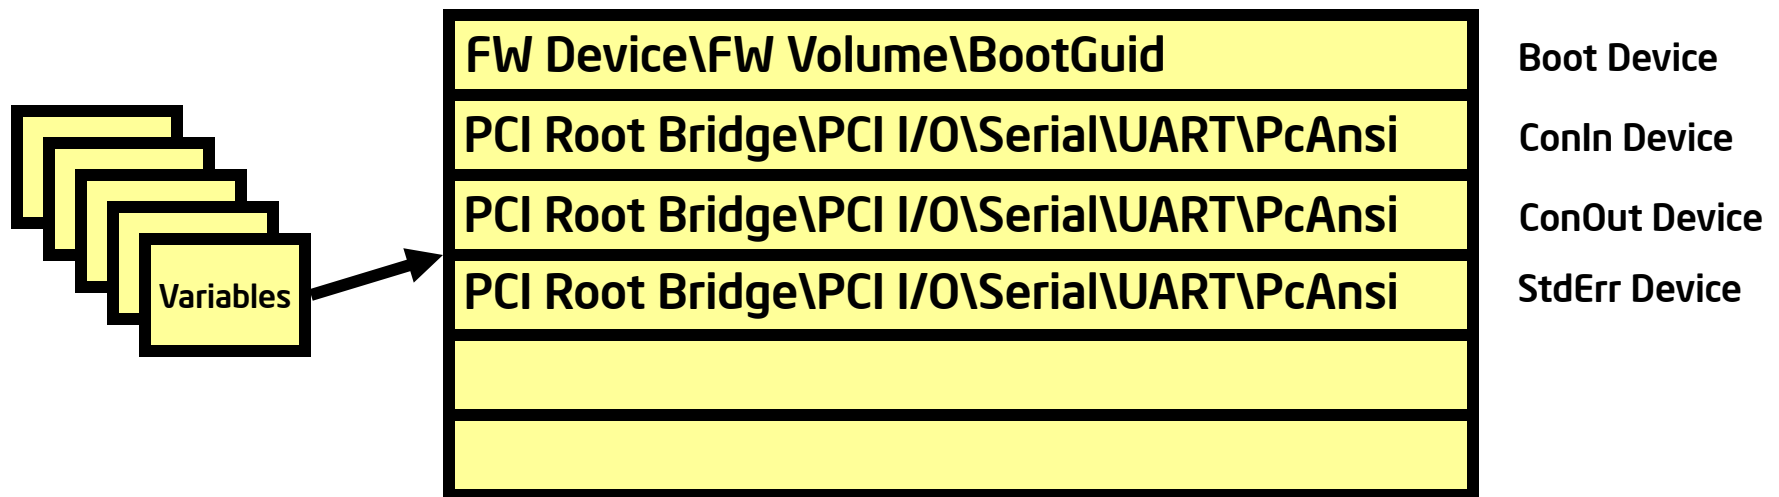 FW Device\FW Volume\BootGuid
Boot Device
PCI Root Bridge\PCI I/O\Serial\UART\PcAnsi
ConIn Device
PCI Root Bridge\PCI I/O\Serial\UART\PcAnsi
ConOut Device
PCI Root Bridge\PCI I/O\Serial\UART\PcAnsi
StdErr Device
Variables